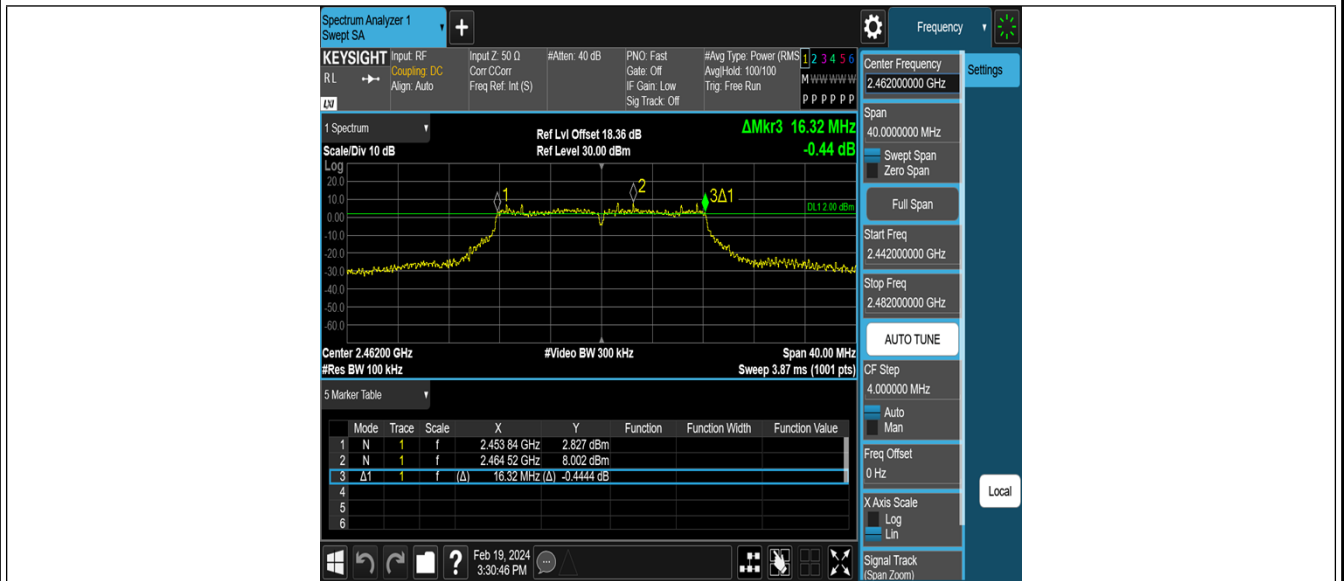 Spectrum Analyzer 1
Swept SA
+
Frequency
KEYSIGHT
RL
LXI
Input: RF
Coupling: DC
Align: Auto
Input Z: 50 Ω
Corr CCorr
Freq Ref: Int (S)
#Atten: 40 dB
PNO: Fast
Gate: Off
IF Gain: Low
Sig Track: Off
#Avg Type: Power (RMS
Avg|Hold: 100/100
Trig: Free Run
1 2 3 4 5 6
M W W W W W
P P P P P P
1 Spectrum
Scale/Div 10 dB
Ref Lvl Offset 18.36 dB
Ref Level 30.00 dBm
ΔMkr3 16.32 MHz
-0.44 dB
Log
20.0
10.0
0.00
-10.0
-20.0
-30.0
-40.0
-50.0
-60.0
1
2
3Δ1
DL1 2.00 dBm
Center 2.46200 GHz
#Video BW 300 kHz
Span 40.00 MHz
#Res BW 100 kHz
Sweep 3.87 ms (1001 pts)
5 Marker Table
Mode Trace Scale X Y Function Function Width Function Value
1 N 1 f 2.453 84 GHz 2.827 dBm
2 N 1 f 2.464 52 GHz 8.002 dBm
3 Δ1 1 f (Δ) 16.32 MHz (Δ) -0.4444 dB
4
5
6
?
Feb 19, 2024
3:30:46 PM
Center Frequency
2.462000000 GHz
Settings
Span
40.0000000 MHz
Swept Span
Zero Span
Full Span
Start Freq
2.442000000 GHz
Stop Freq
2.482000000 GHz
AUTO TUNE
CF Step
4.000000 MHz
Auto
Man
Freq Offset
0 Hz
X Axis Scale
Log
Lin
Local
Signal Track
(Span Zoom)